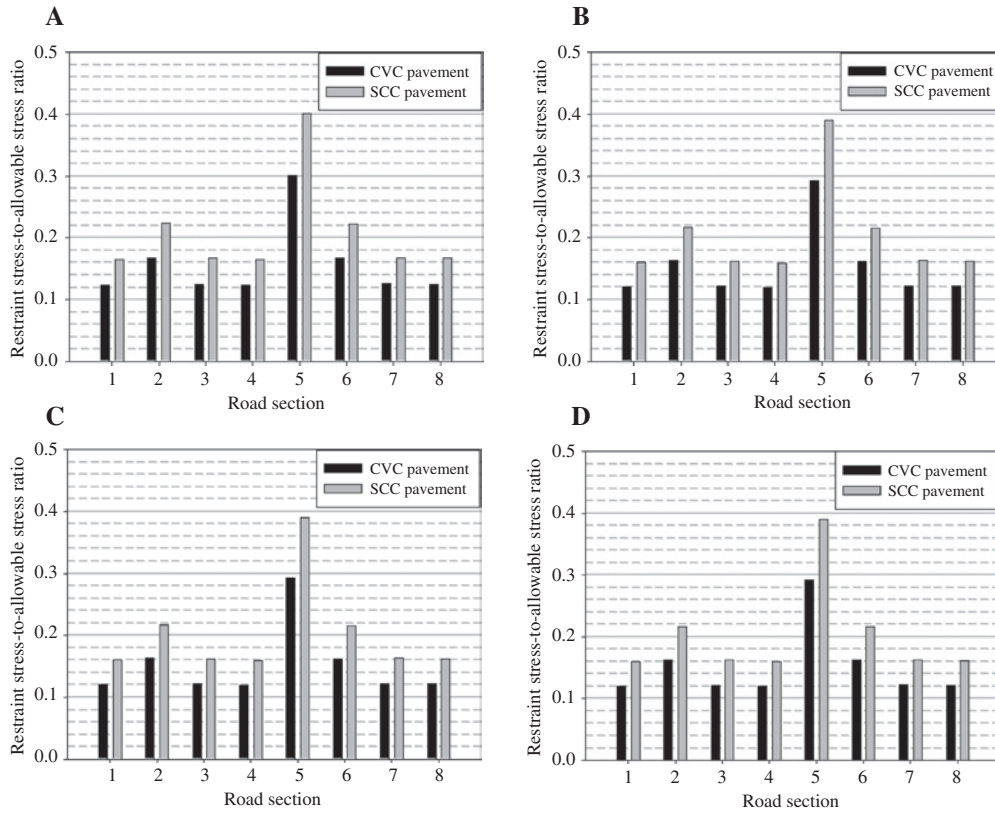 A
Restraint stress-to-allowable stress ratio
0.5
0.4
0.3
0.2
0.1
0.0
CVC pavement
SCC pavement
1 2 3 4 5 6 7 8
Road section
B
Restraint stress-to-allowable stress ratio
0.5
0.4
0.3
0.2
0.1
0.0
CVC pavement
SCC pavement
1 2 3 4 5 6 7 8
Road section
C
Restraint stress-to-allowable stress ratio
0.5
0.4
0.3
0.2
0.1
0.0
CVC pavement
SCC pavement
1 2 3 4 5 6 7 8
Road section
D
Restraint stress-to-allowable stress ratio
0.5
0.4
0.3
0.2
0.1
0.0
CVC pavement
SCC pavement
1 2 3 4 5 6 7 8
Road section